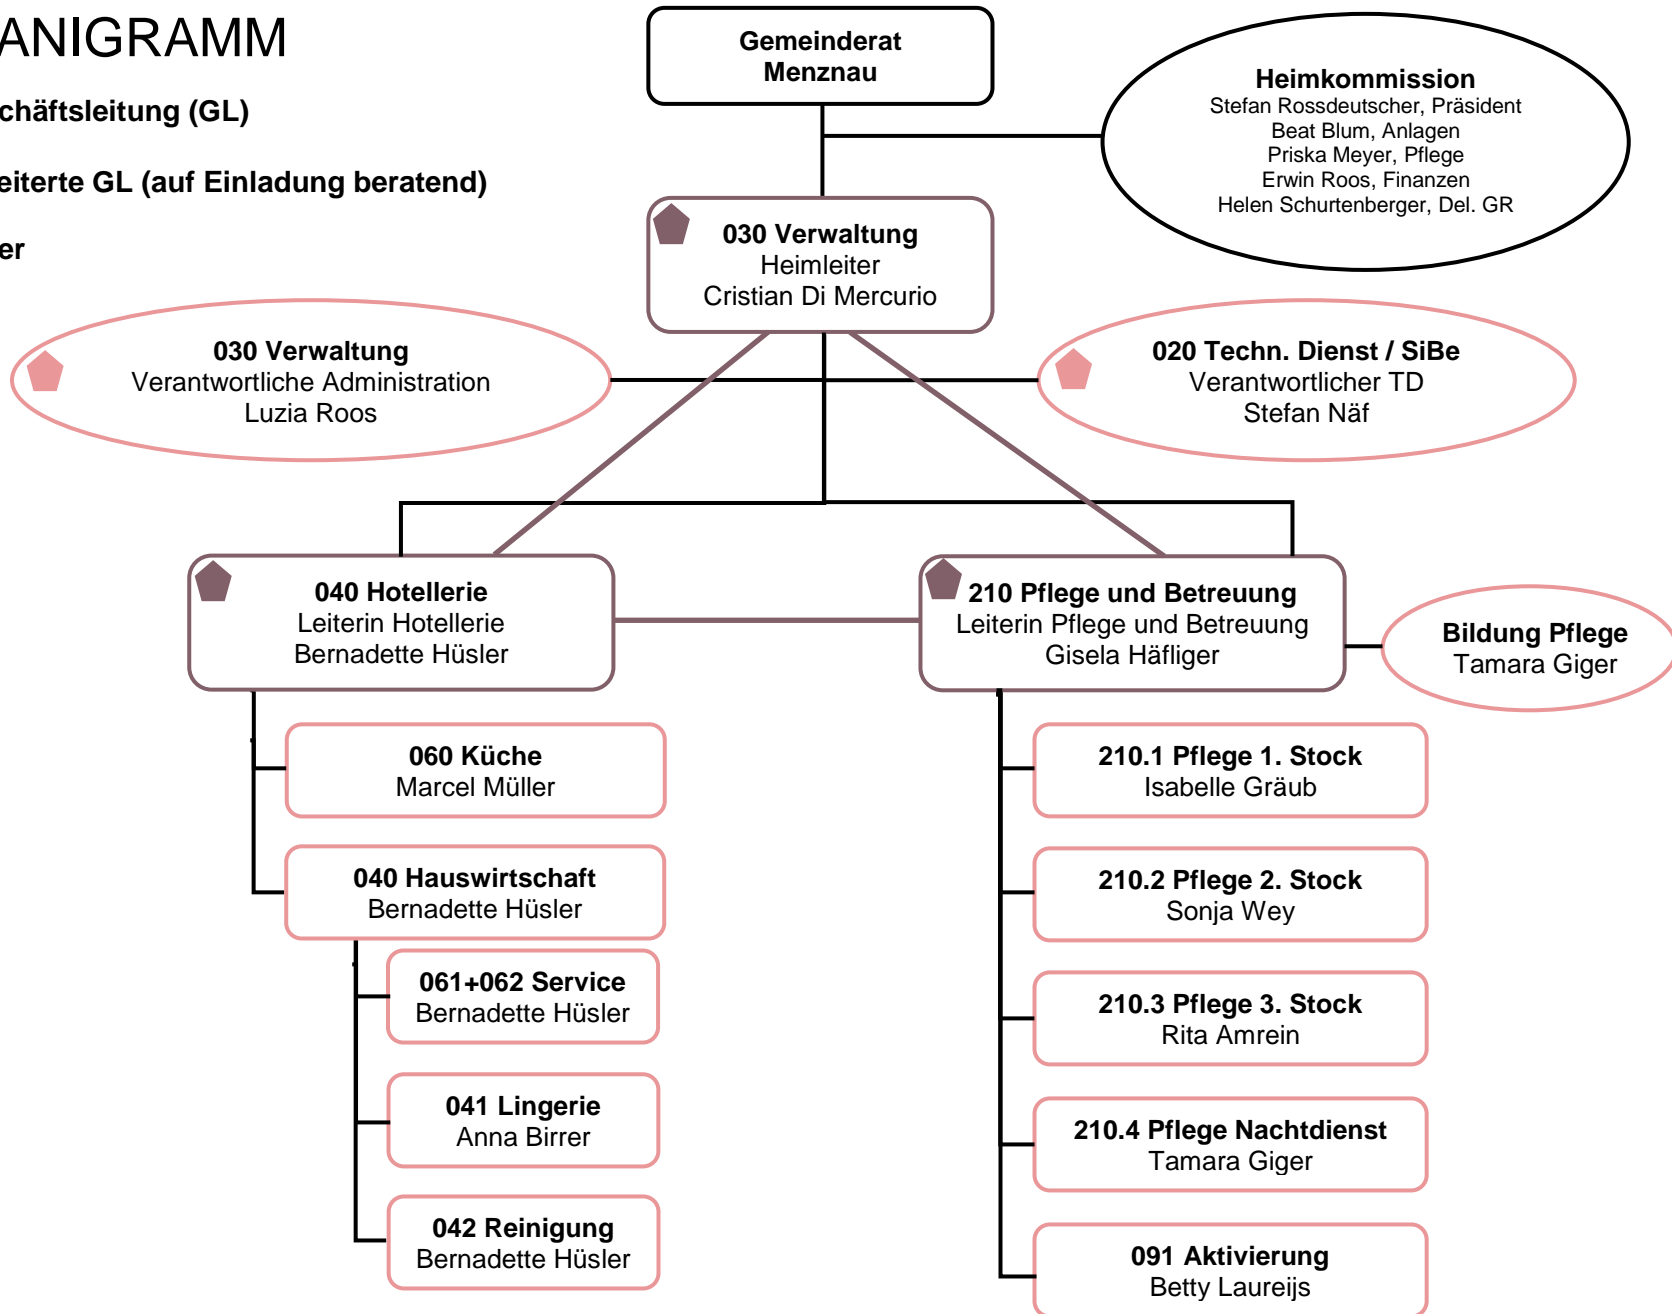 ANIGRAMM
chäftsleitung (GL)
eiterte GL (auf Einladung beratend)
er
Gemeinderat
Menznau
Heimkommission
Stefan Rossdeutscher, Präsident
Beat Blum, Anlagen
Priska Meyer, Pflege
Erwin Roos, Finanzen
Helen Schurtenberger, Del. GR
030 Verwaltung
Heimleiter
Cristian Di Mercurio
030 Verwaltung
Verantwortliche Administration
Luzia Roos
020 Techn. Dienst / SiBe
Verantwortlicher TD
Stefan Näf
040 Hotellerie
Leiterin Hotellerie
Bernadette Hüsler
210 Pflege und Betreuung
Leiterin Pflege und Betreuung
Gisela Häfliger
Bildung Pflege
Tamara Giger
060 Küche
Marcel Müller
040 Hauswirtschaft
Bernadette Hüsler
061+062 Service
Bernadette Hüsler
041 Lingerie
Anna Birrer
042 Reinigung
Bernadette Hüsler
210.1 Pflege 1. Stock
Isabelle Gräub
210.2 Pflege 2. Stock
Sonja Wey
210.3 Pflege 3. Stock
Rita Amrein
210.4 Pflege Nachtdienst
Tamara Giger
091 Aktivierung
Betty Laureijs